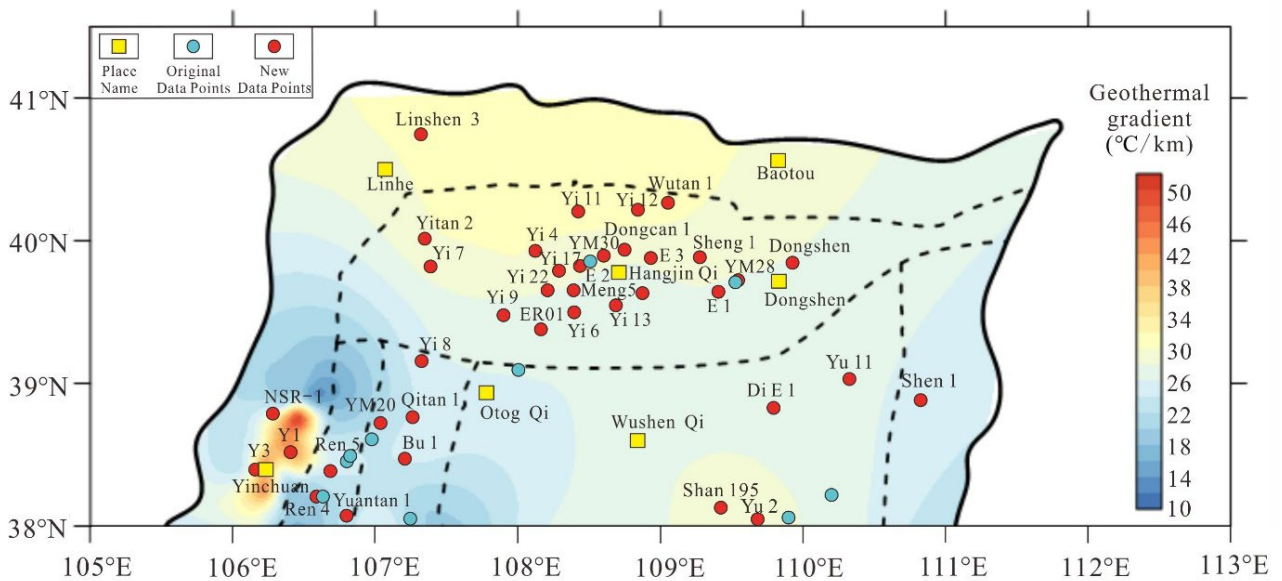 Place
Name
Original
Data Points
New
Data Points
41°N
40°N
39°N
38°N
105°E
106°E
107°E
108°E
109°E
110°E
111°E
112°E
113°E
Geothermal
gradient
(℃/km)
50
46
42
38
34
30
26
22
18
14
10
Linshen 3
Linhe
Baotou
Yi 11
Yi 12
Wutan 1
Yitan 2
Yi 7
Yi 4
YM30
Dongcan 1
Sheng 1
Dongshen
Yi 17
E 2
E 3
Hangjin Qi
YM28
Yi 22
Meng5
E 1
Dongshen
Yi 9
ER01
Yi 6
Yi 13
Yi 8
Yu 11
Shen 1
Di E 1
NSR-1
YM20
Qitan 1
Otog Qi
Wushen Qi
Y1
Ren 5
Bu 1
Y3
Yinchuan
Ren 4
Yuantan 1
Shan 195
Yu 2